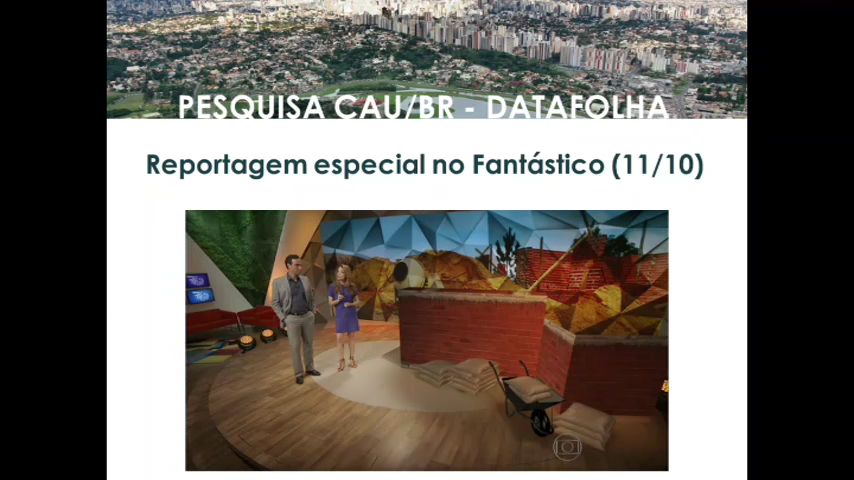 PESQUISA CAU/BR - DATAFOLHA
Reportagem especial no Fantástico (11/10)